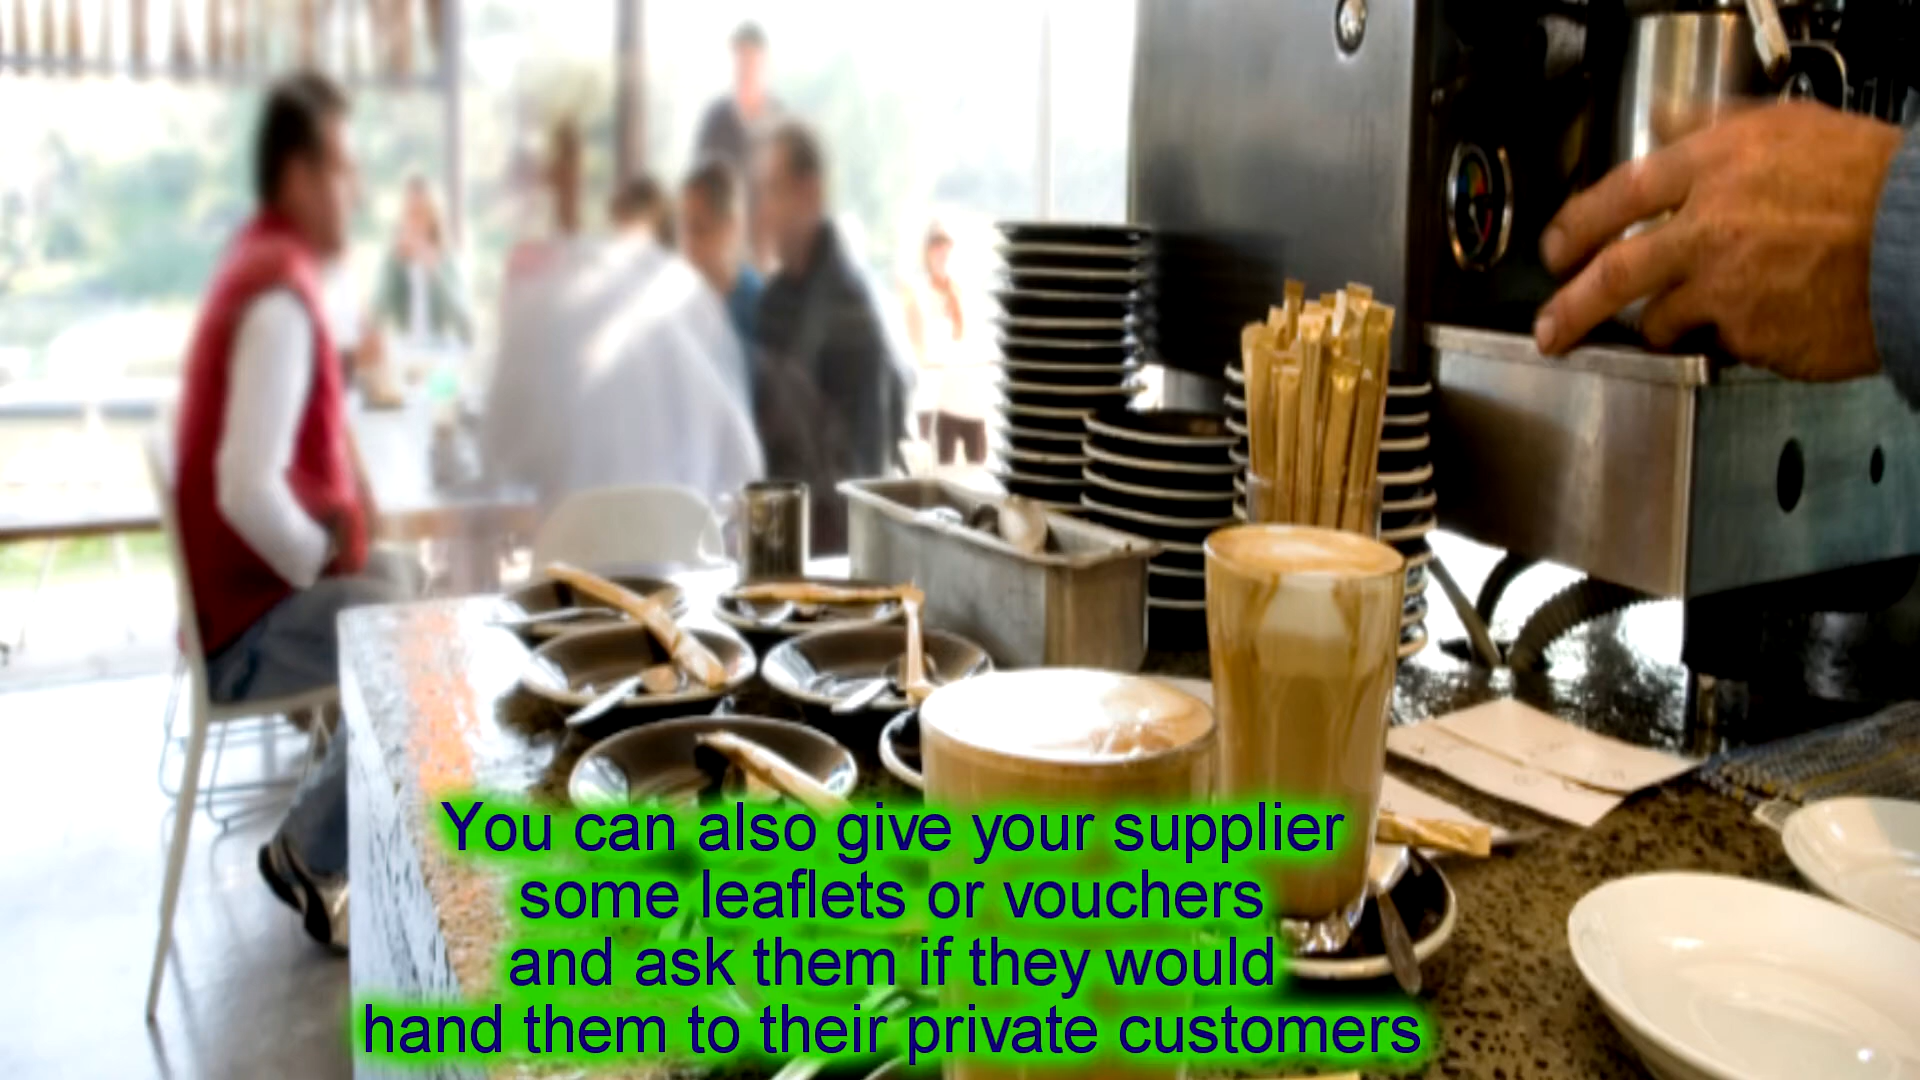 You can also give your supplier
some leaflets or vouchers
and ask them if they would
hand them to their private customers